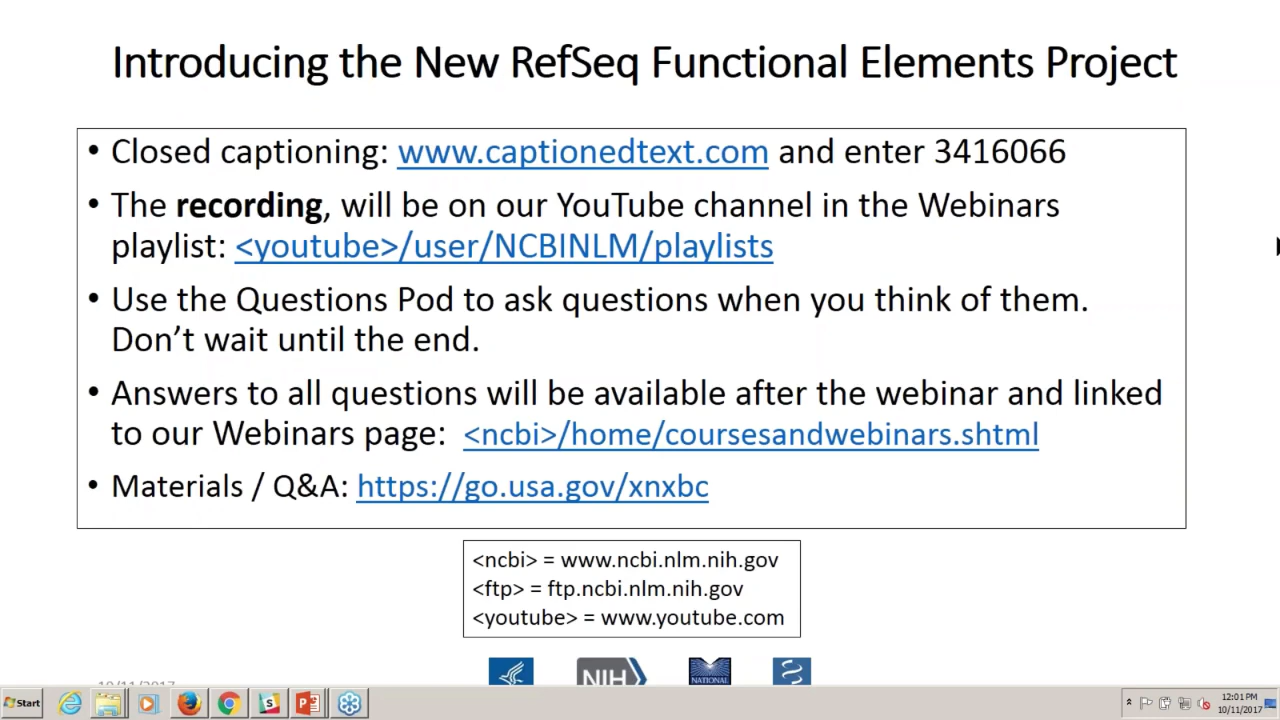 Introducing the New RefSeq Functional Elements Project
• Closed captioning: www.captionedtext.com and enter 3416066
• The recording, will be on our YouTube channel in the Webinars
playlist: <youtube>/user/NCBINLM/playlists
• Use the Questions Pod to ask questions when you think of them.
Don’t wait until the end.
• Answers to all questions will be available after the webinar and linked
to our Webinars page: <ncbi>/home/coursesandwebinars.shtml
• Materials / Q&A: https://go.usa.gov/xnxbc
<ncbi> = www.ncbi.nlm.nih.gov
<ftp> = ftp.ncbi.nlm.nih.gov
<youtube> = www.youtube.com
NIH
NATIONAL
10/11/2017
Start
12:01 PM
10/11/2017